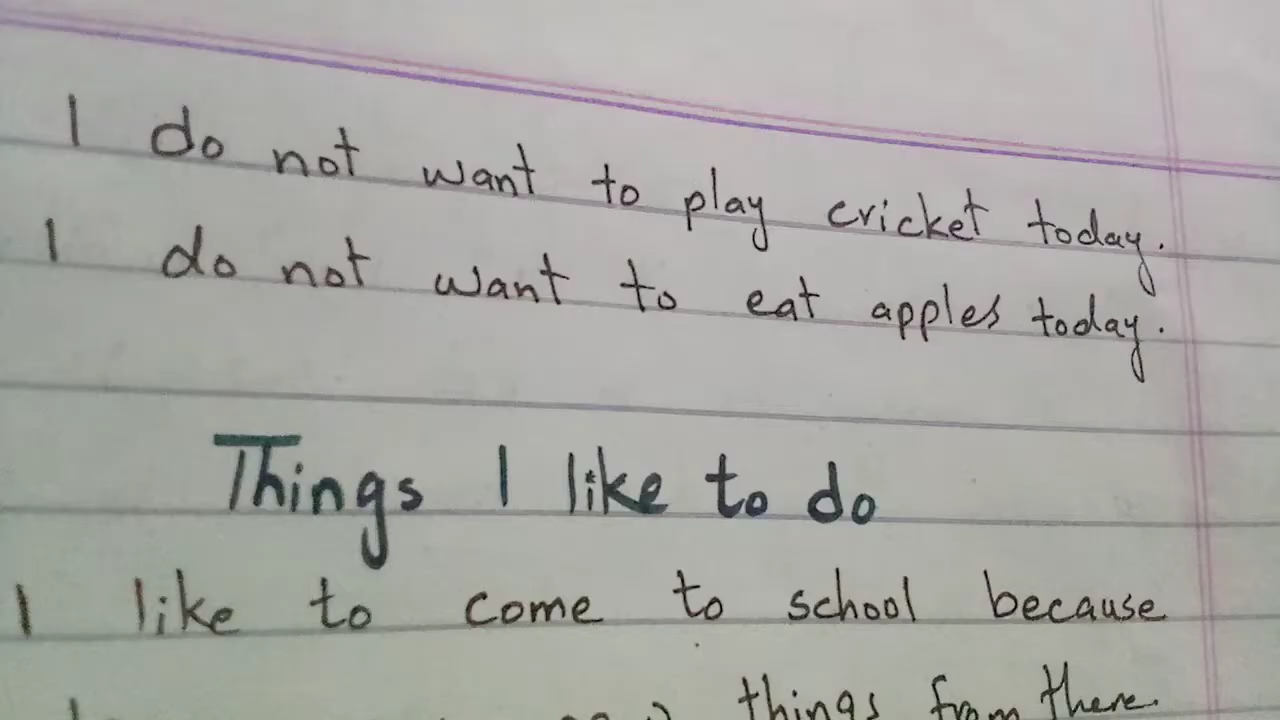 I do not want to play cricket today.
I do not want to eat apples today.
Things I like to do
I like to come to school because
things from there.